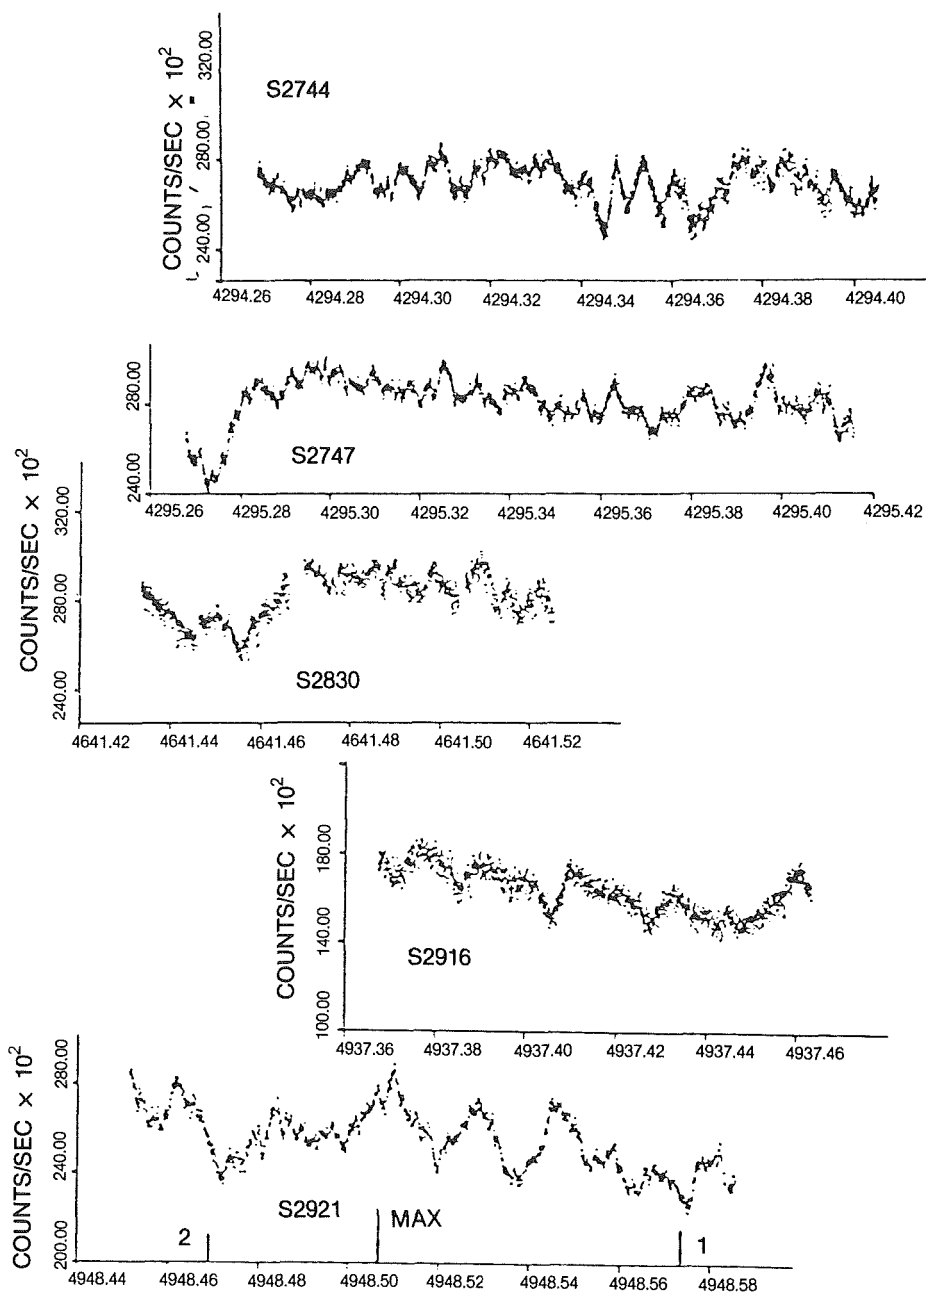 COUNTS/SEC × 10²
320.00
280.00
240.00
S2744
4294.26 4294.28 4294.30 4294.32 4294.34 4294.36 4294.38 4294.40
280.00
240.00
S2747
4295.26 4295.28 4295.30 4295.32 4295.34 4295.36 4295.38 4295.40 4295.42
COUNTS/SEC × 10²
320.00
280.00
240.00
S2830
4641.42 4641.44 4641.46 4641.48 4641.50 4641.52
COUNTS/SEC × 10²
180.00
140.00
100.00
S2916
4937.36 4937.38 4937.40 4937.42 4937.44 4937.46
COUNTS/SEC × 10²
280.00
240.00
200.00
S2921
2
MAX
1
4948.44 4948.46 4948.48 4948.50 4948.52 4948.54 4948.56 4948.58